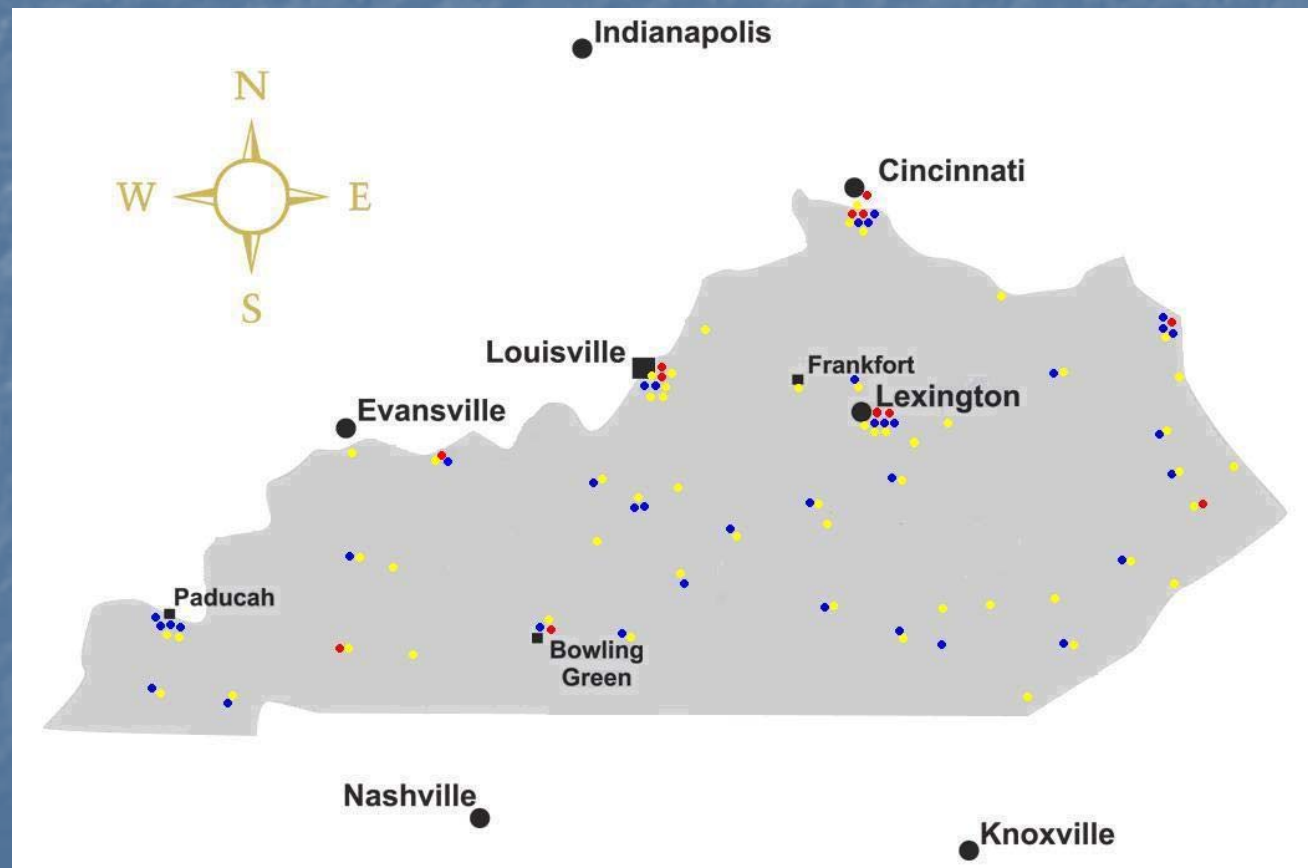 Indianapolis
N
Cincinnati
W
E
S
Louisville
Frankfort
Lexington
Evansville
Paducah
Bowling
Green
Nashville
Knoxville